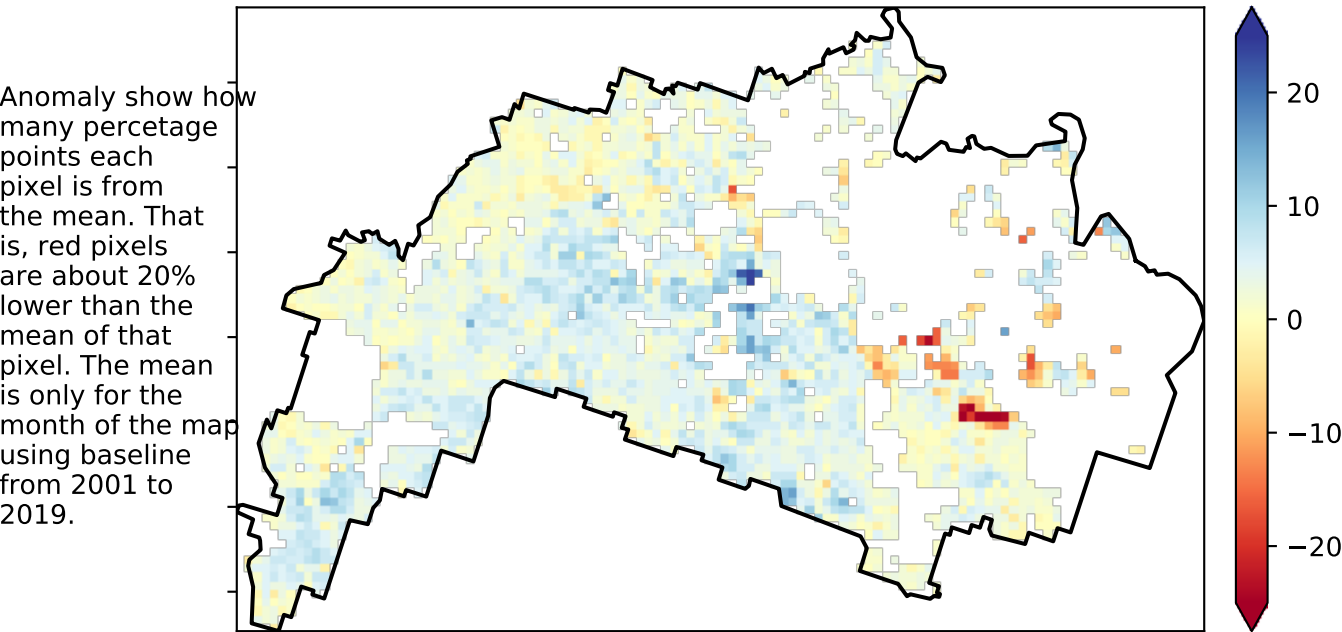 Anomaly show how
many percetage
points each
pixel is from
the mean. That
is, red pixels
are about 20%
lower than the
mean of that
pixel. The mean
is only for the
month of the map
using baseline
from 2001 to
2019.
20
10
0
−10
−20